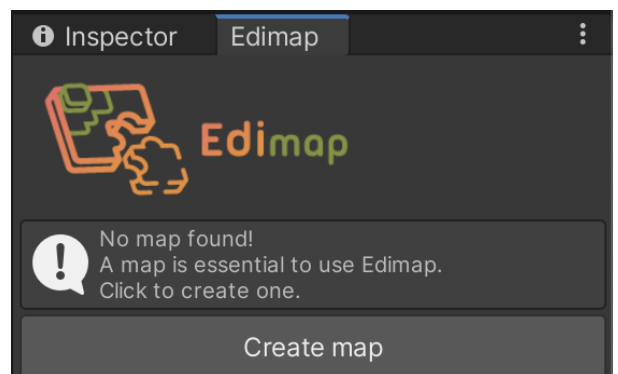 Inspector
Edimap
Edimap
No map found!
A map is essential to use Edimap.
Click to create one.
Create map